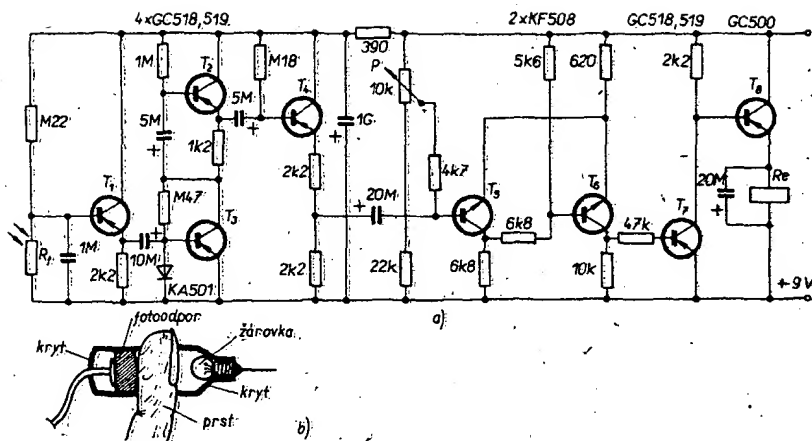 4xGC518,519.
2xKF508
GC518,519
GC500
1M
T2
M18
390
5k6
620
2k2
P
10k
T8
5M
T4
5M
1G
M22
1k2
2k2
4k7
T5
T6
T1
M47
T3
20M
6k8
47k
T7
20M
Re
Rf
1M
10M
2k2
KA501
2k2
22k
6k8
10k
+9V
a)
fotoodpor
kryt
žárovka
kryt
prst
b)